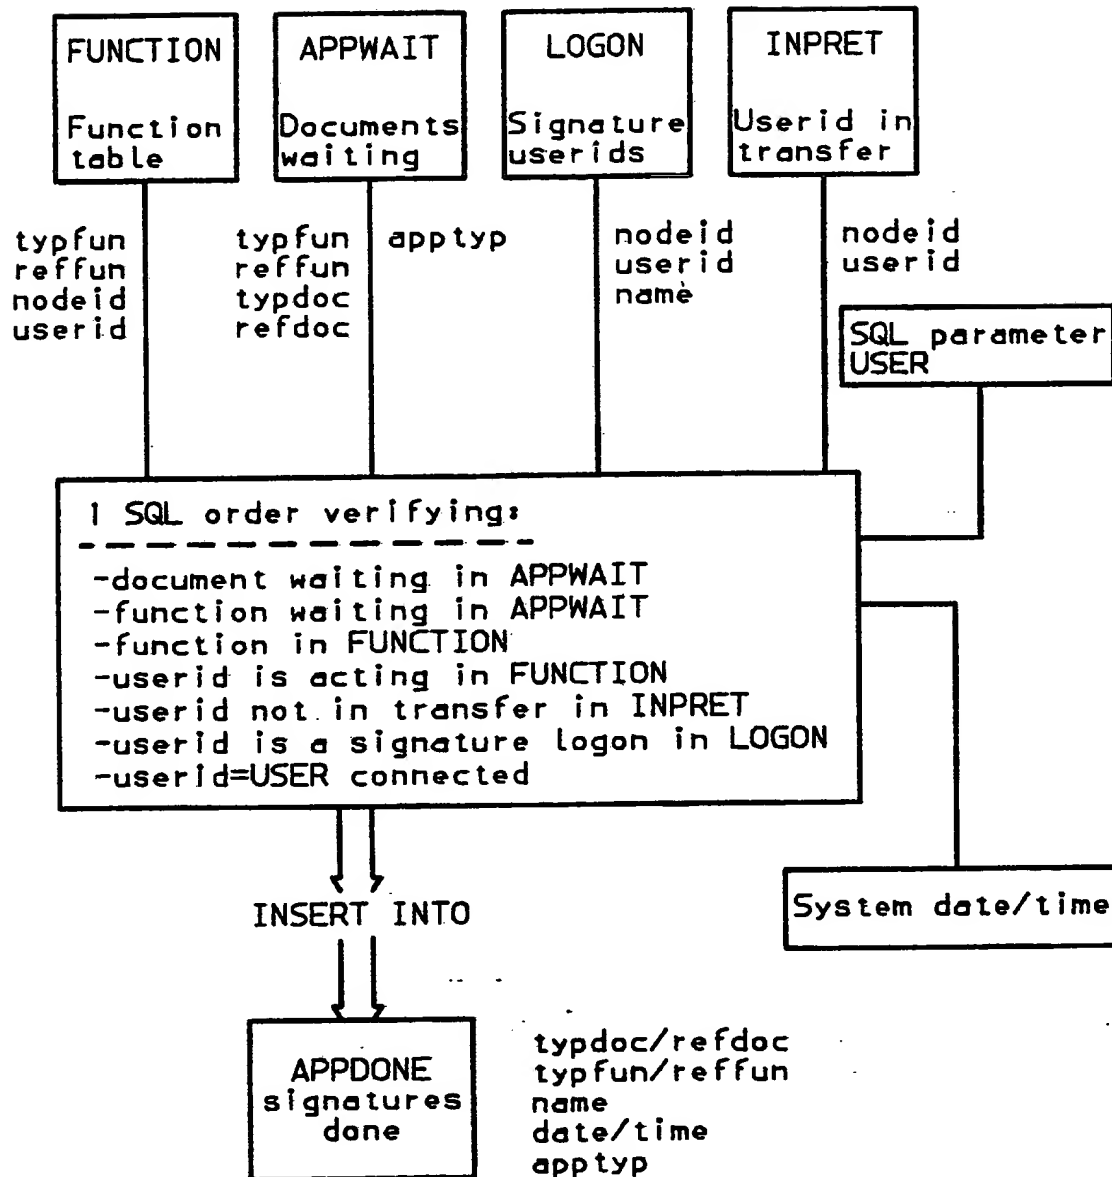 FUNCTION
Function
table
APPWAIT
Documents
waiting
LOGON
Signature
userids
INPRET
Userid in
transfer
typfun
reffun
nodeid
userid
typfun
reffun
typdoc
refdoc
apptyp
nodeid
userid
name
nodeid
userid
SQL parameter
USER
1 SQL order verifying:
-document waiting in APPWAIT
-function waiting in APPWAIT
-function in FUNCTION
-userid is acting in FUNCTION
-userid not in transfer in INPRET
-userid is a signature logon in LOGON
-userid=USER connected
INSERT INTO
System date/time
APPDONE
signatures
done
typdoc/refdoc
typfun/reffun
name
date/time
apptyp